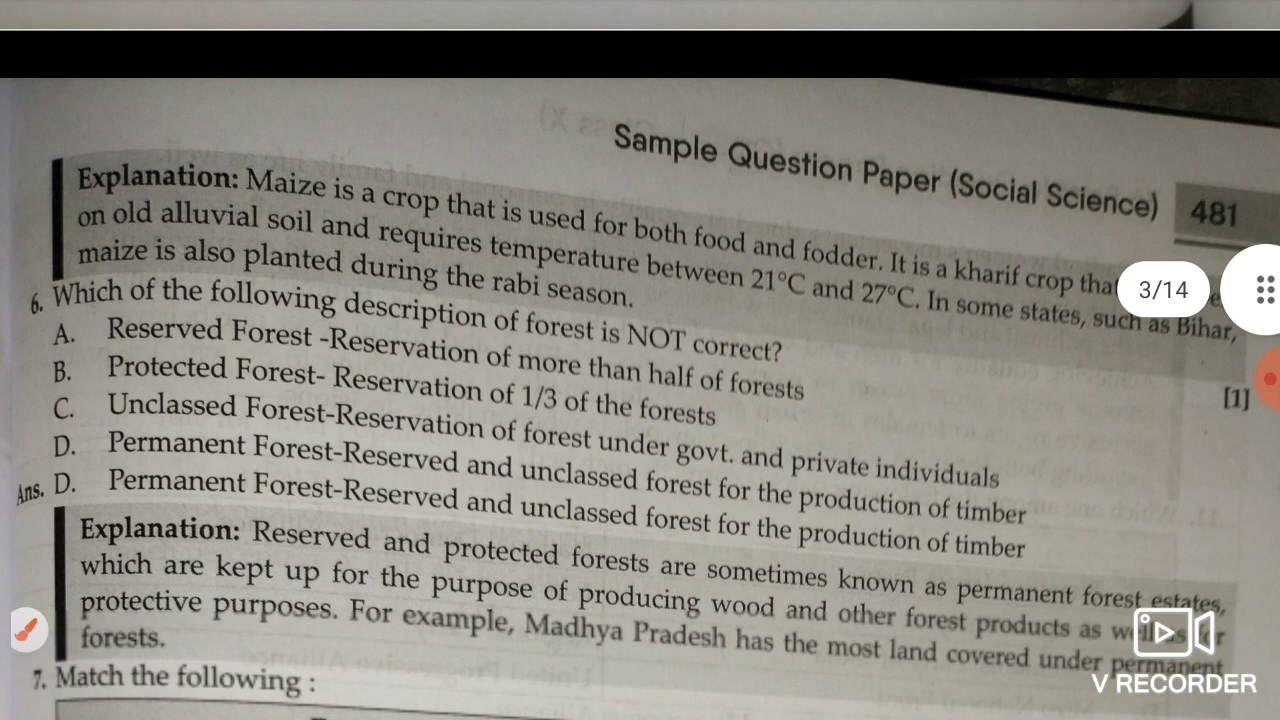 Sample Question Paper (Social Science) 481
Explanation: Maize is a crop that is used for both food and fodder. It is a kharif crop
on old alluvial soil and requires temperature between 21°C and 27°C. In some states, such as Bihar,
maize is also planted during the rabi season.
3/14
6. Which of the following description of forest is NOT correct? [1]
A. Reserved Forest -Reservation of more than half of forests
B. Protected Forest- Reservation of 1/3 of the forests
C. Unclassed Forest-Reservation of forest under govt. and private individuals
D. Permanent Forest-Reserved and unclassed forest for the production of timber
Ans. D. Permanent Forest-Reserved and unclassed forest for the production of timber
Explanation: Reserved and protected forests are sometimes known as permanent forest estates,
which are kept up for the purpose of producing wood and other forest products as well as for
protective purposes. For example, Madhya Pradesh has the most land covered under permanent
forests.
7. Match the following :
V RECORDER